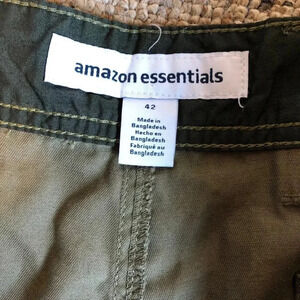 amazon essentials
42
Made in
Bangladesh
Hecho en
Bangladesh
Fabriqué au
Bangladesh